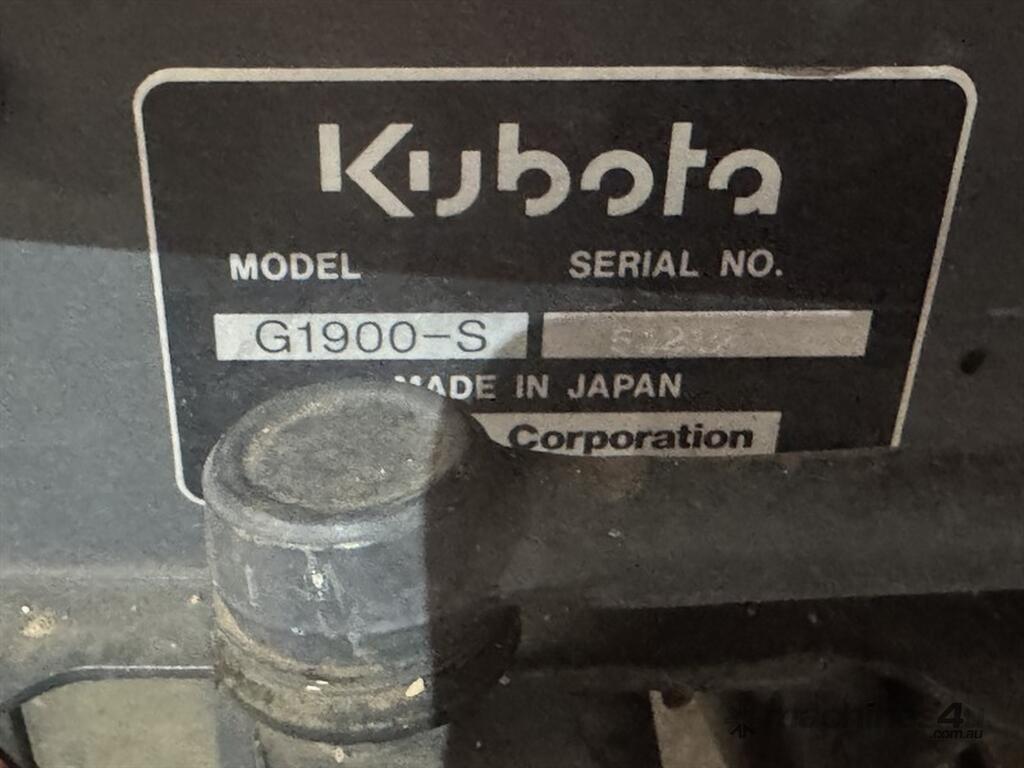 Kubota
MODEL SERIAL NO.
G1900-S
MADE IN JAPAN
Corporation